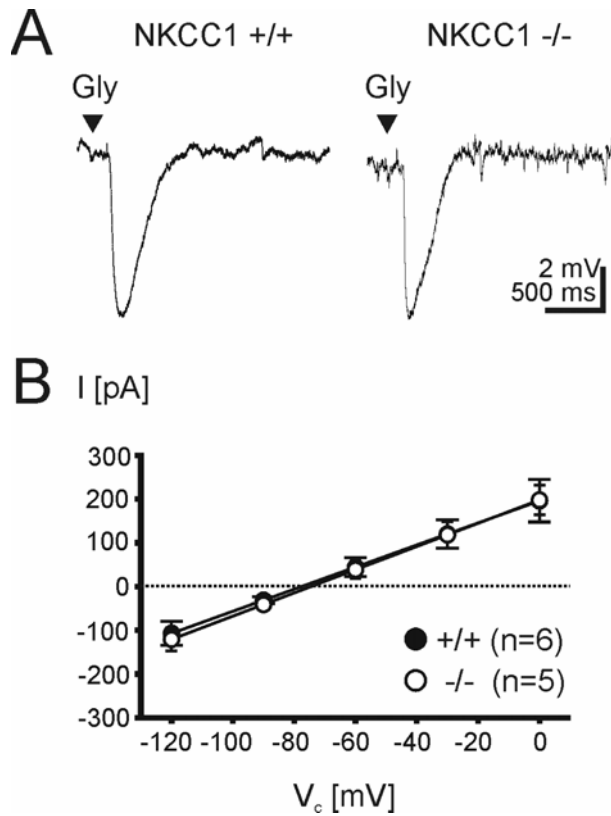 A
NKCC1 +/+
NKCC1 -/-
Gly
Gly
2 mV
500 ms
B
I [pA]
300
200
100
0
-100
-200
-300
+/+ (n=6)
-/- (n=5)
-120 -100 -80 -60 -40 -20 0
Vc [mV]